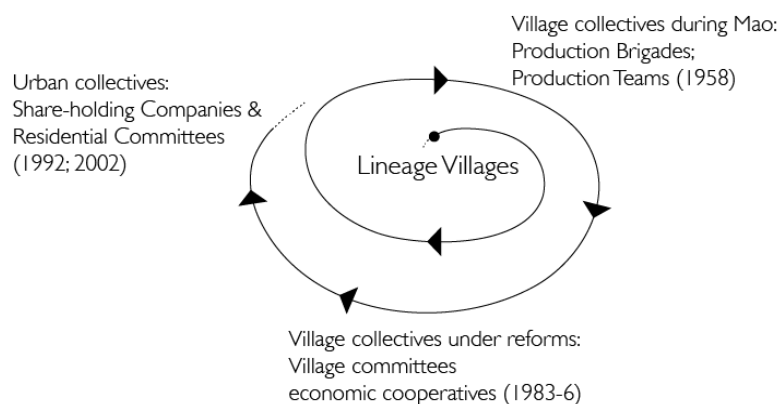 Village collectives during Mao:
Production Brigades;
Production Teams (1958)
Urban collectives:
Share-holding Companies &
Residential Committees
(1992; 2002)
Lineage Villages
Village collectives under reforms:
Village committees
economic cooperatives (1983-6)